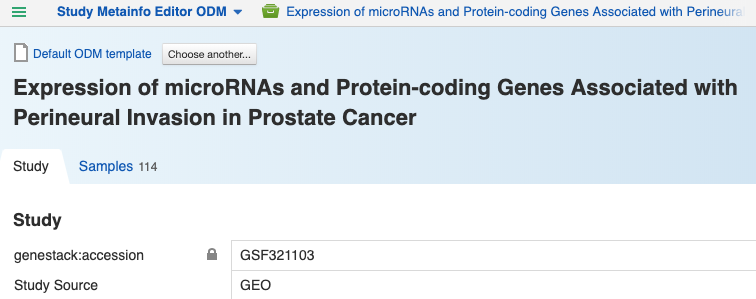 Study Metainfo Editor ODM Expression of microRNAs and Protein-coding Genes Associated with Perineural
Default ODM template Choose another...
Expression of microRNAs and Protein-coding Genes Associated with
Perineural Invasion in Prostate Cancer
Study Samples 114
Study
genestack:accession GSF321103
Study Source GEO